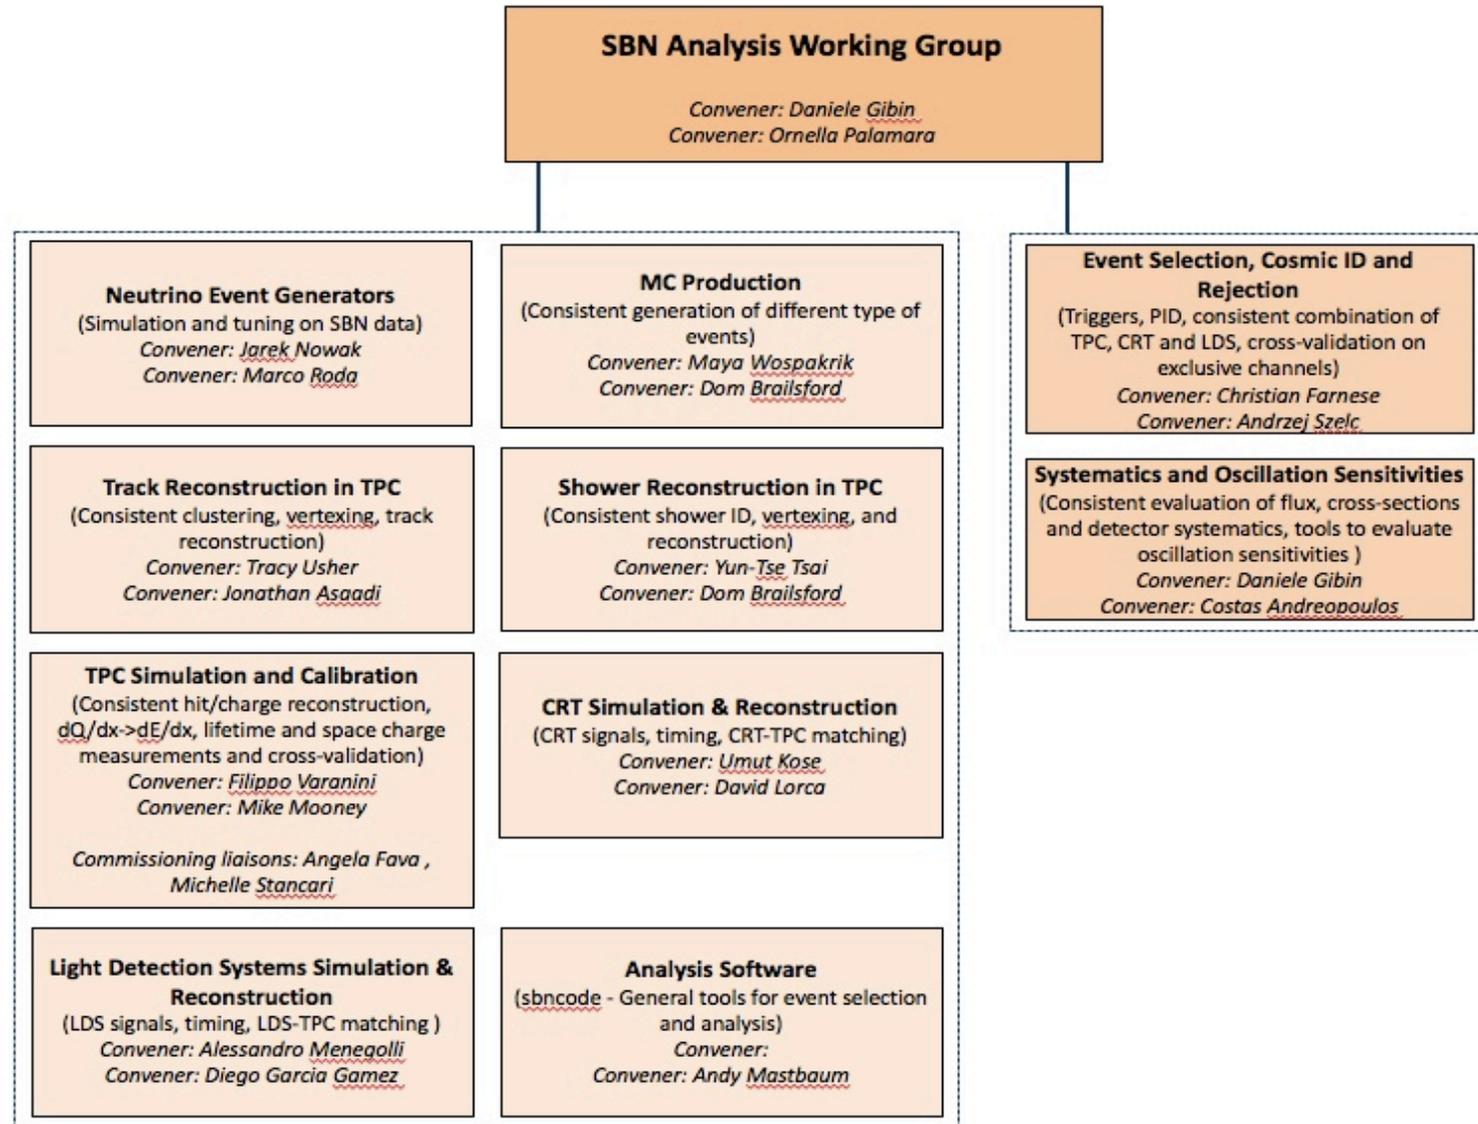 SBN Analysis Working Group
Convener: Daniele Gibin
Convener: Ornella Palamara
Neutrino Event Generators
(Simulation and tuning on SBN data)
Convener: Jarek Nowak
Convener: Marco Roda
MC Production
(Consistent generation of different type of
events)
Convener: Maya Wospakrik
Convener: Dom Brailsford
Event Selection, Cosmic ID and
Rejection
(Triggers, PID, consistent combination of
TPC, CRT and LDS, cross-validation on
exclusive channels)
Convener: Christian Farnese
Convener: Andrzej Szelc
Track Reconstruction in TPC
(Consistent clustering, vertexing, track
reconstruction)
Convener: Tracy Usher
Convener: Jonathan Asaadi
Shower Reconstruction in TPC
(Consistent shower ID, vertexing, and
reconstruction)
Convener: Yun-Tse Tsai
Convener: Dom Brailsford
Systematics and Oscillation Sensitivities
(Consistent evaluation of flux, cross-sections
and detector systematics, tools to evaluate
oscillation sensitivities )
Convener: Daniele Gibin
Convener: Costas Andreopoulos
TPC Simulation and Calibration
(Consistent hit/charge reconstruction,
dQ/dx->dE/dx, lifetime and space charge
measurements and cross-validation)
Convener: Filippo Varanini
Convener: Mike Mooney
Commissioning liaisons: Angela Fava ,
Michelle Stancari
CRT Simulation & Reconstruction
(CRT signals, timing, CRT-TPC matching)
Convener: Umut Kose
Convener: David Lorca
Light Detection Systems Simulation &
Reconstruction
(LDS signals, timing, LDS-TPC matching )
Convener: Alessandro Menegolli
Convener: Diego Garcia Gamez
Analysis Software
(sbncode - General tools for event selection
and analysis)
Convener:
Convener: Andy Mastbaum